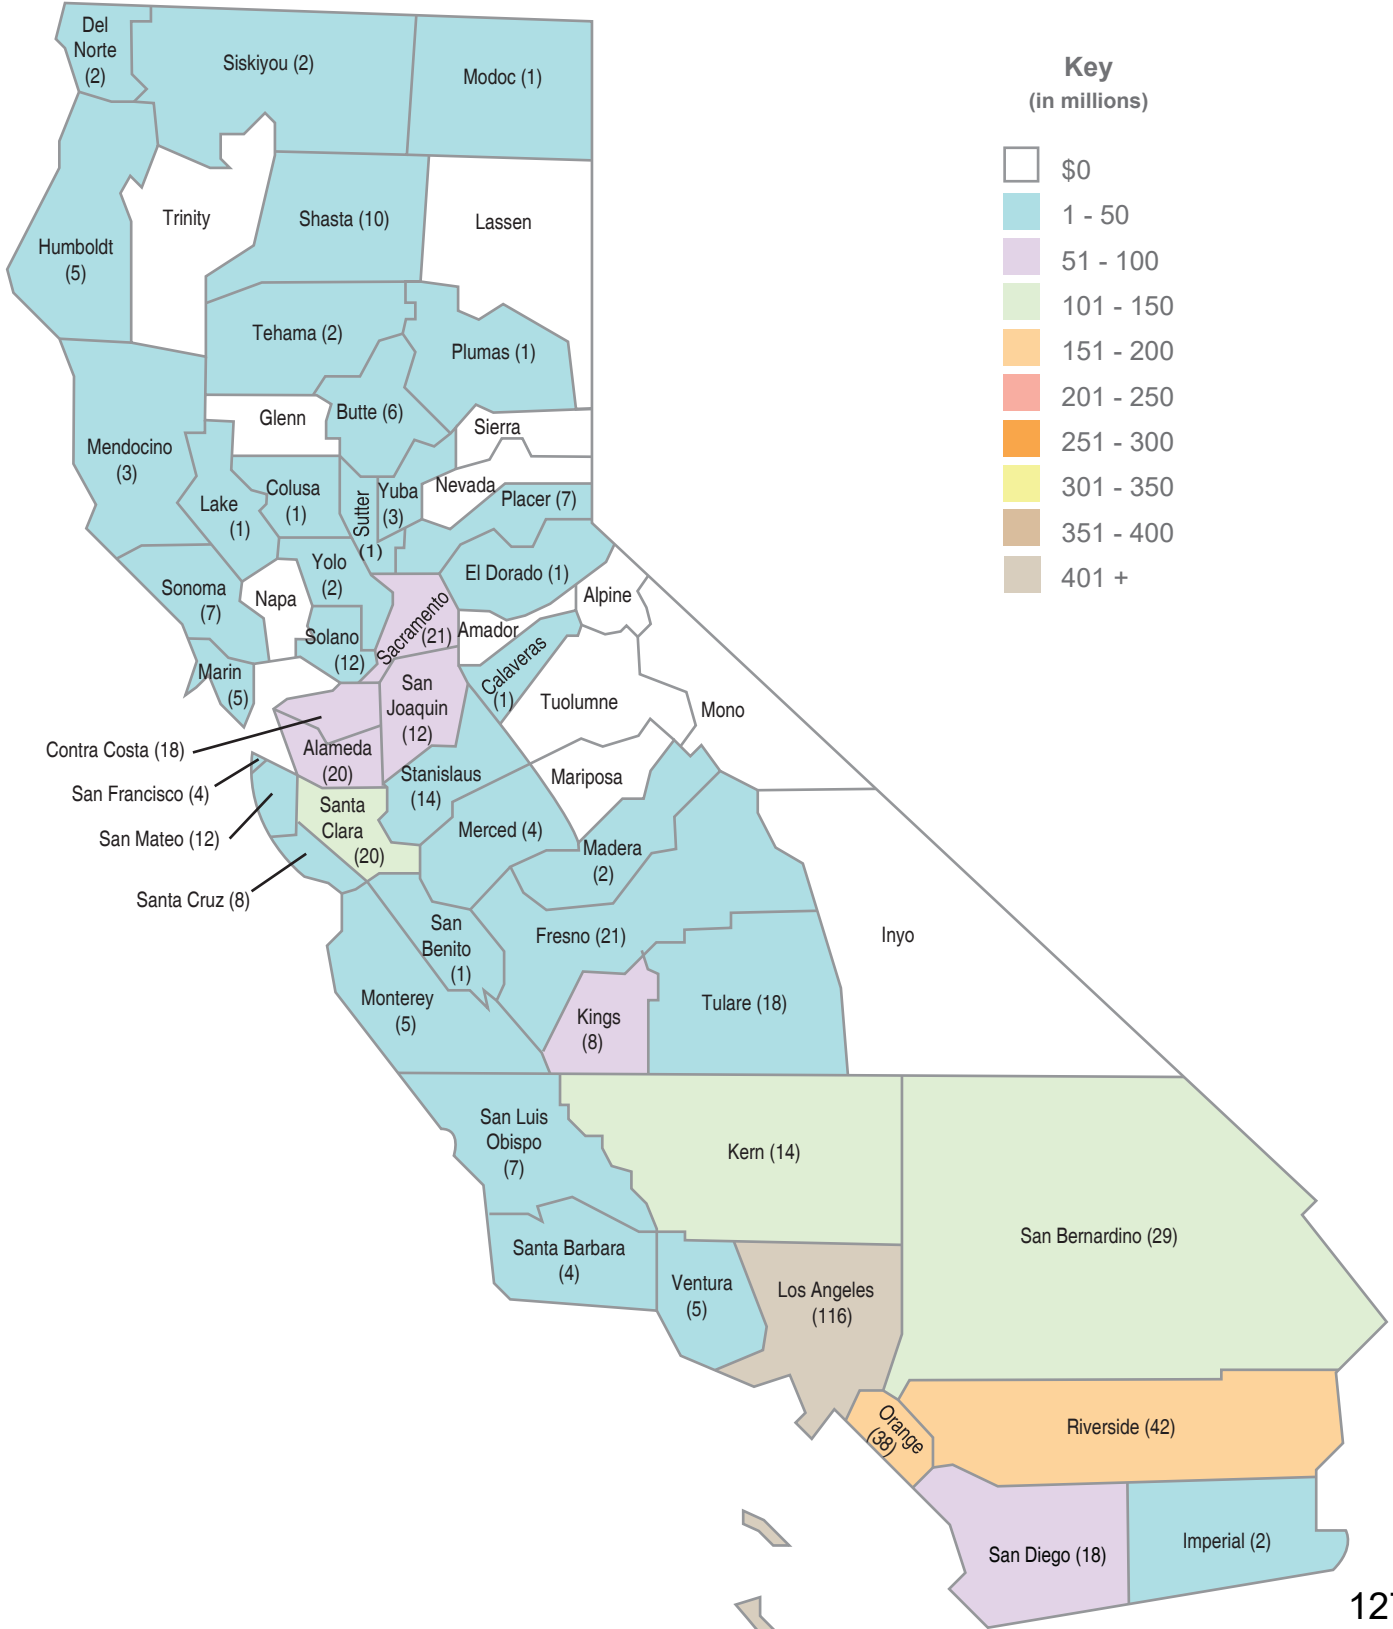 Del
Norte
(2)
Siskiyou (2)
Modoc (1)
Key
(in millions)
$0
1 - 50
51 - 100
101 - 150
151 - 200
201 - 250
251 - 300
301 - 350
351 - 400
401 +
Humboldt
(5)
Trinity
Shasta (10)
Lassen
Tehama (2)
Plumas (1)
Mendocino
(3)
Glenn
Butte (6)
Sierra
Lake
(1)
Colusa
(1)
Sutter
(1)
Yuba
(3)
Nevada
Placer (7)
Sonoma
(7)
Napa
Yolo
(2)
El Dorado (1)
Alpine
Solano
(12)
Sacramento
(21)
Amador
Calaveras
(1)
Marin
(5)
San
Joaquin
(12)
Tuolumne
Mono
Contra Costa (18)
Alameda
(20)
San Francisco (4)
Stanislaus
(14)
Mariposa
San Mateo (12)
Santa
Clara
(20)
Merced (4)
Madera
(2)
Santa Cruz (8)
San
Benito
(1)
Fresno (21)
Inyo
Monterey
(5)
Kings
(8)
Tulare (18)
San Luis
Obispo
(7)
Kern (14)
San Bernardino (29)
Santa Barbara
(4)
Ventura
(5)
Los Angeles
(116)
Orange
(38)
Riverside (42)
San Diego (18)
Imperial (2)
127